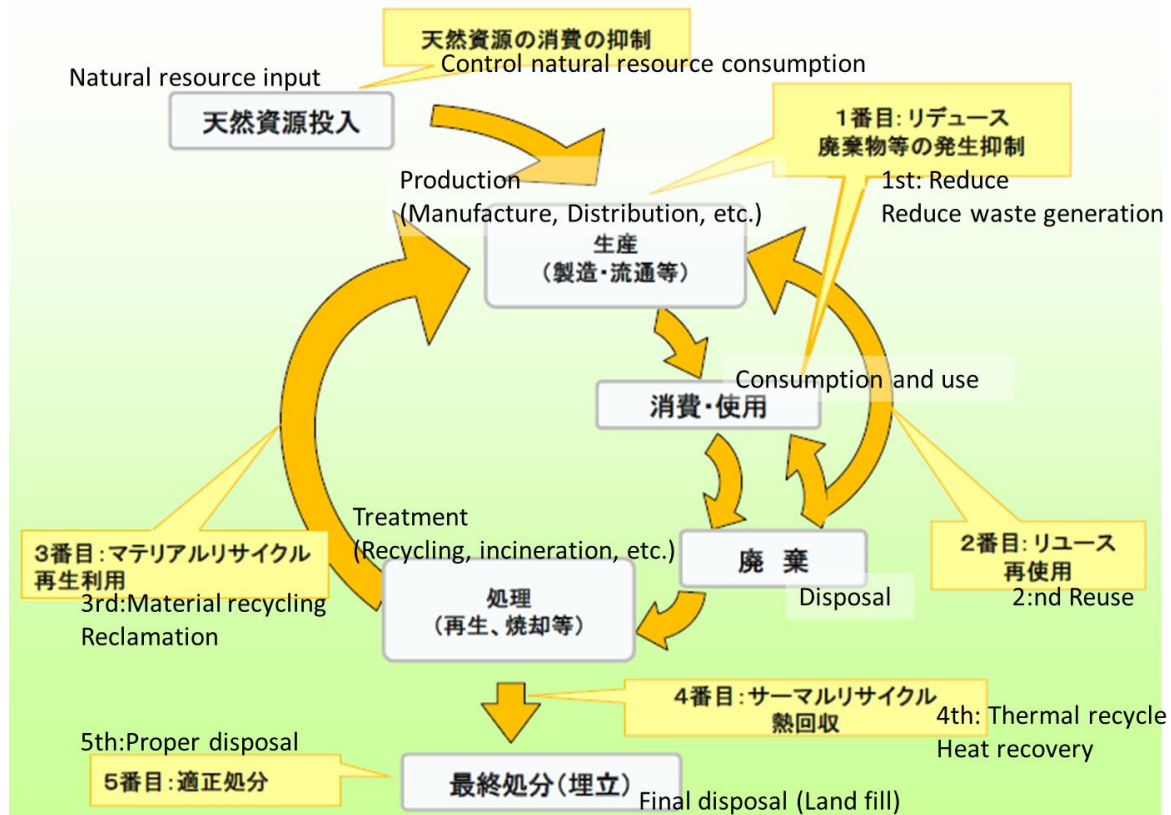 天然資源の消費の抑制
Control natural resource consumption
Natural resource input
天然資源投入
1番目：リデュース
廃棄物等の発生抑制
1st: Reduce
Reduce waste generation
Production
(Manufacture, Distribution, etc.)
生産
（製造・流通等）
Consumption and use
消費・使用
Treatment
(Recycling, incineration, etc.)
処理
（再生、焼却等）
廃 棄
Disposal
2番目：リユース
再使用
2:nd Reuse
3番目：マテリアルリサイクル
再生利用
3rd:Material recycling
Reclamation
4番目：サーマルリサイクル
熱回収
4th: Thermal recycle
Heat recovery
5th:Proper disposal
5番目：適正処分
最終処分（埋立）
Final disposal (Land fill)